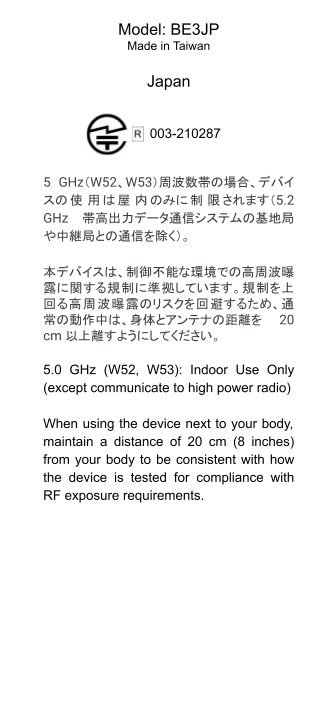 Model: BE3JP
Made in Taiwan
Japan
R 003-210287
5 GHz（W52、W53）周波数帯の場合、デバイ
スの使用は屋内のみに制限されます（5.2
GHz 帯高出力データ通信システムの基地局
や中継局との通信を除く）。
本デバイスは、制御不能な環境での高周波曝
露に関する規制に準拠しています。規制を上
回る高周波曝露のリスクを回避するため、通
常の動作中は、身体とアンテナの距離を 20
cm 以上離すようにしてください。
5.0 GHz (W52, W53): Indoor Use Only
(except communicate to high power radio)
When using the device next to your body,
maintain a distance of 20 cm (8 inches)
from your body to be consistent with how
the device is tested for compliance with
RF exposure requirements.